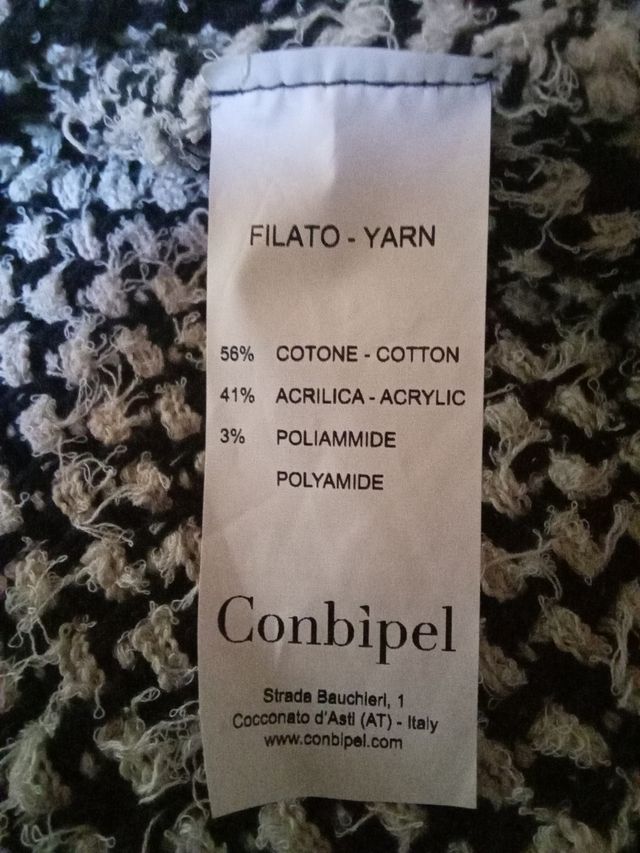 FILATO - YARN
56% COTONE - COTTON
41% ACRILICA - ACRYLIC
3% POLIAMMIDE
POLYAMIDE
Conbìpel
Strada Bauchieri, 1
Cocconato d'Asti (AT) - Italy
www.conbipel.com